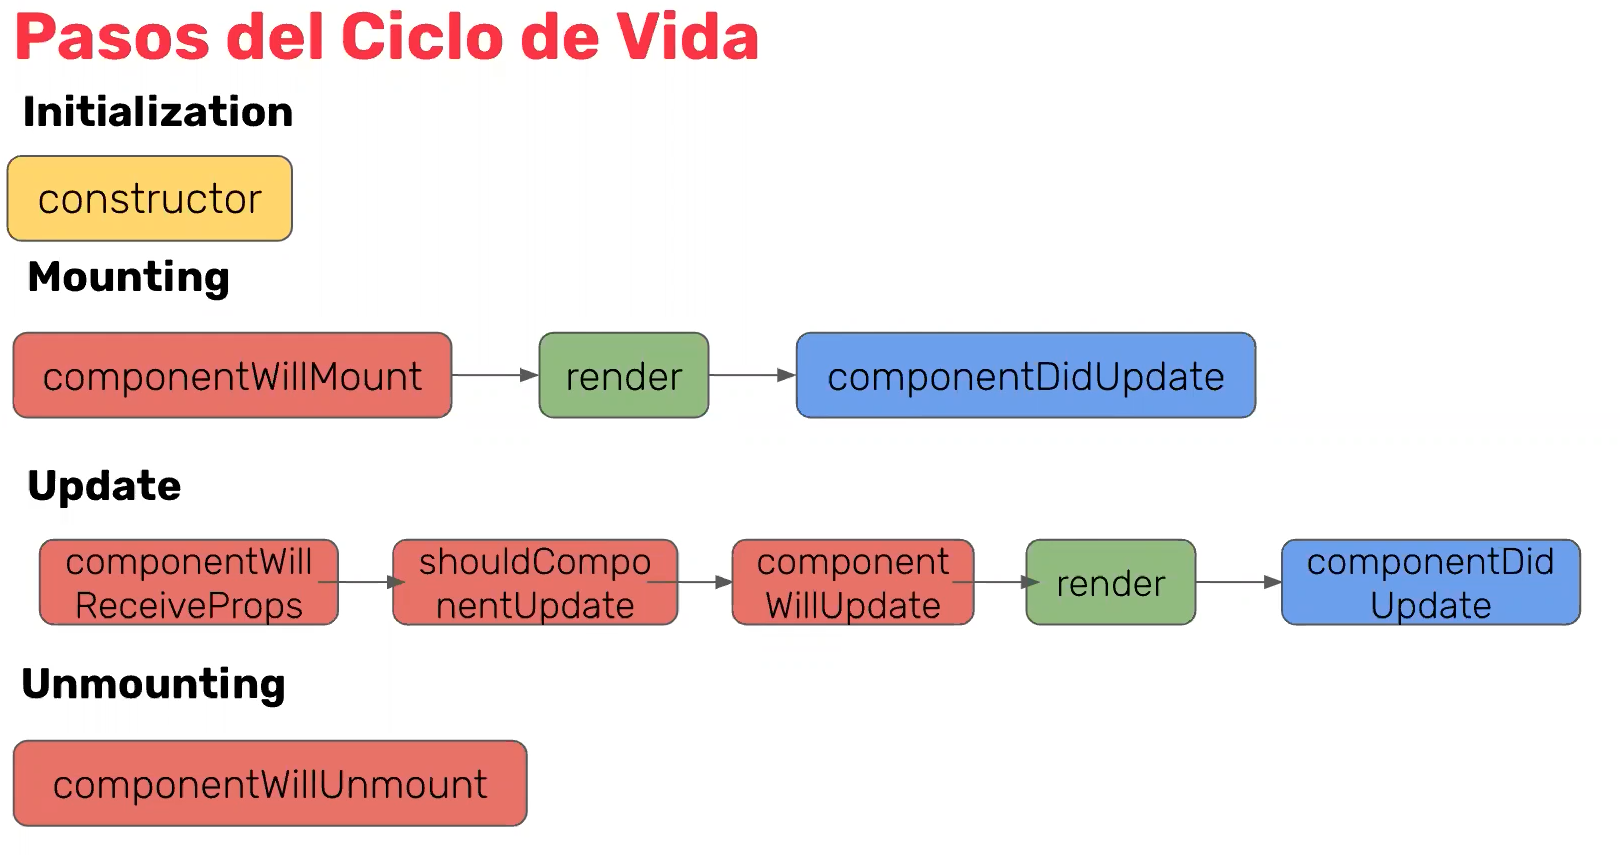 Pasos del Ciclo de Vida
Initialization
constructor
Mounting
componentWillMount
render
componentDidUpdate
Update
componentWill
ReceiveProps
shouldCompo
nentUpdate
component
WillUpdate
render
componentDid
Update
Unmounting
componentWillUnmount